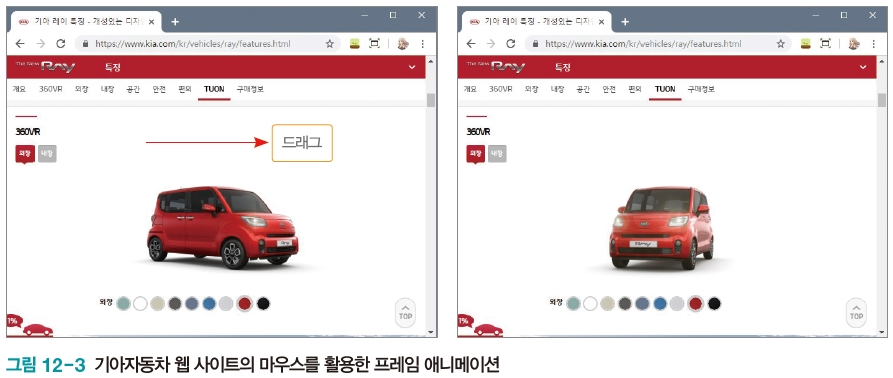 기아 레이 특징 - 개성있는 디자인
https://www.kia.com/kr/vehicles/ray/features.html
The New Ray 특징
개요 360VR 외장 내장 공간 안전 편의 TUON 구매정보
360VR
외장 내장
드래그
외장
1%
TOP
기아 레이 특징 - 개성있는 디자인
https://www.kia.com/kr/vehicles/ray/features.html
The New Ray 특징
개요 360VR 외장 내장 공간 안전 편의 TUON 구매정보
360VR
외장 내장
외장
1%
TOP
그림 12-3 기아자동차 웹 사이트의 마우스를 활용한 프레임 애니메이션